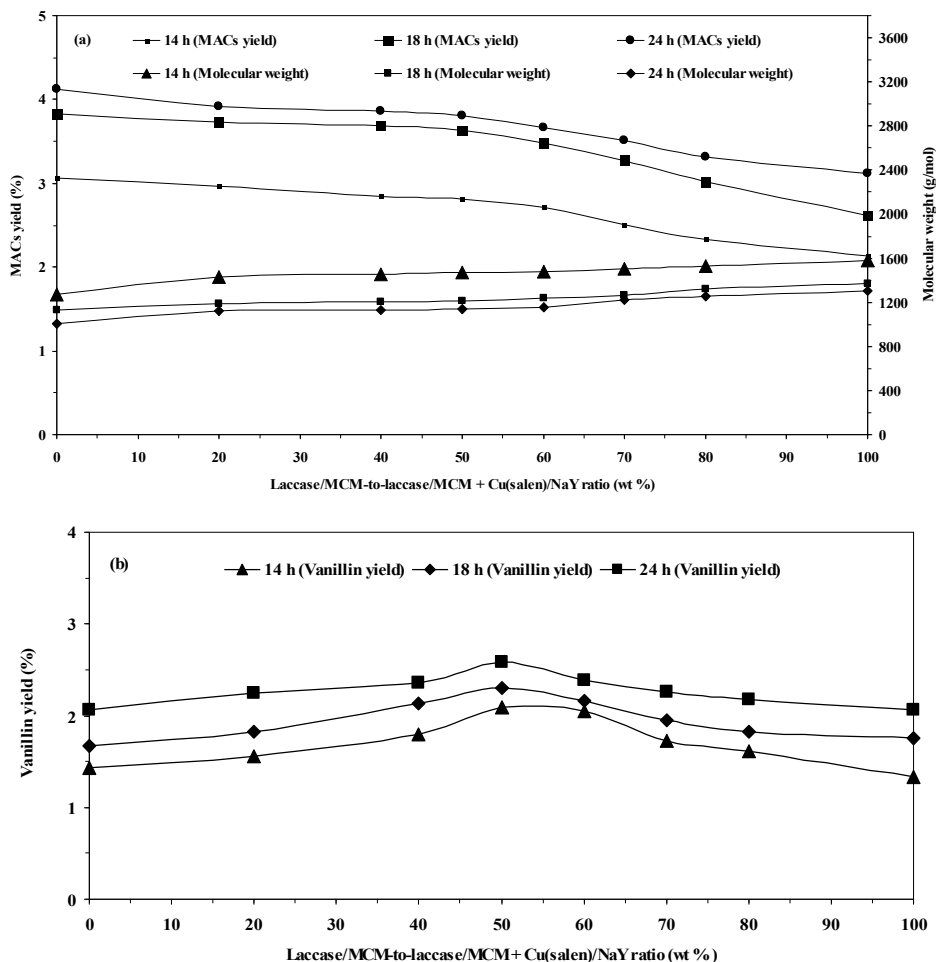 (a)
14 h (MACs yield) 18 h (MACs yield) 24 h (MACs yield)
14 h (Molecular weight) 18 h (Molecular weight) 24 h (Molecular weight)
MACs yield (%)
5
4
3
2
1
0
Molecular weight (g/mol)
3600
3200
2800
2400
2000
1600
1200
800
400
0
0 10 20 30 40 50 60 70 80 90 100
Laccase/MCM-to-laccase/MCM + Cu(salen)/NaY ratio (wt %)
(b)
14 h (Vanillin yield) 18 h (Vanillin yield) 24 h (Vanillin yield)
Vanillin yield (%)
4
3
2
1
0
0 10 20 30 40 50 60 70 80 90 100
Laccase/MCM-to-laccase/MCM+ Cu(salen)/NaY ratio (wt %)